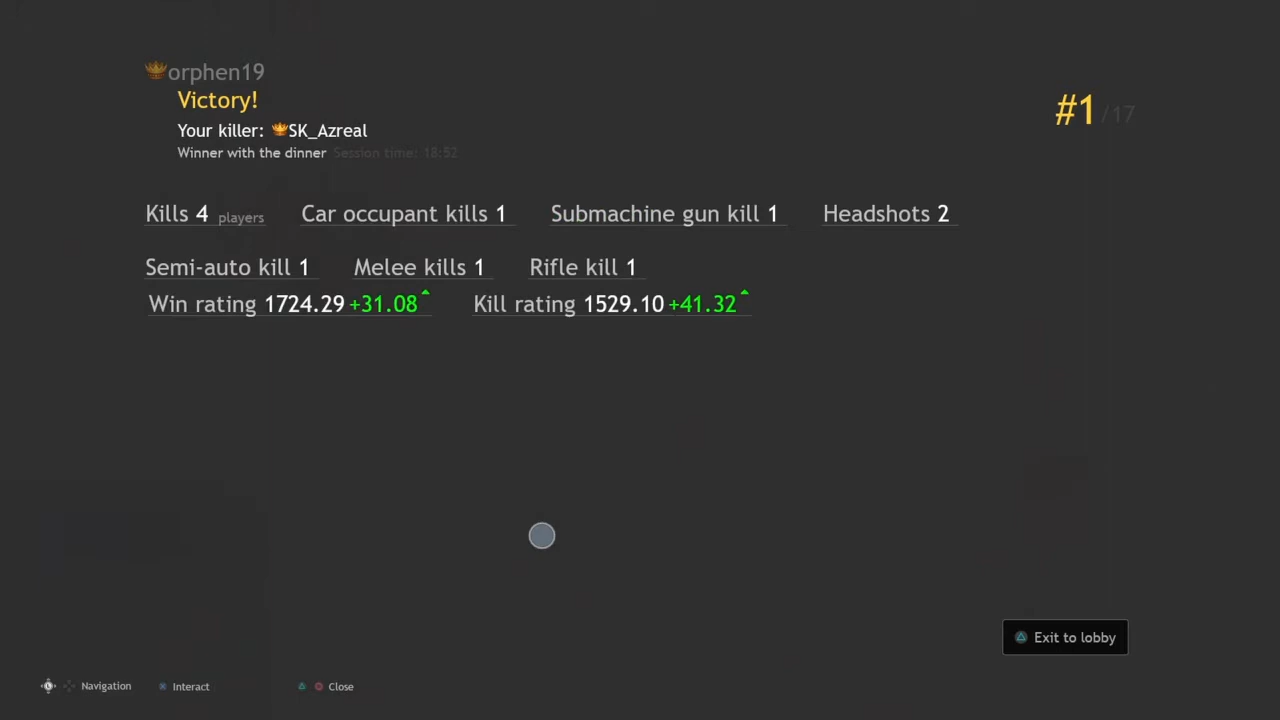 orphen19
Victory!
#1/17
Your killer: SK_Azreal
Winner with the dinner Session time: 18:52
Kills 4 players Car occupant kills 1 Submachine gun kill 1 Headshots 2
Semi-auto kill 1 Melee kills 1 Rifle kill 1
Win rating 1724.29 +31.08 Kill rating 1529.10 +41.32
Exit to lobby
Navigation Interact Close